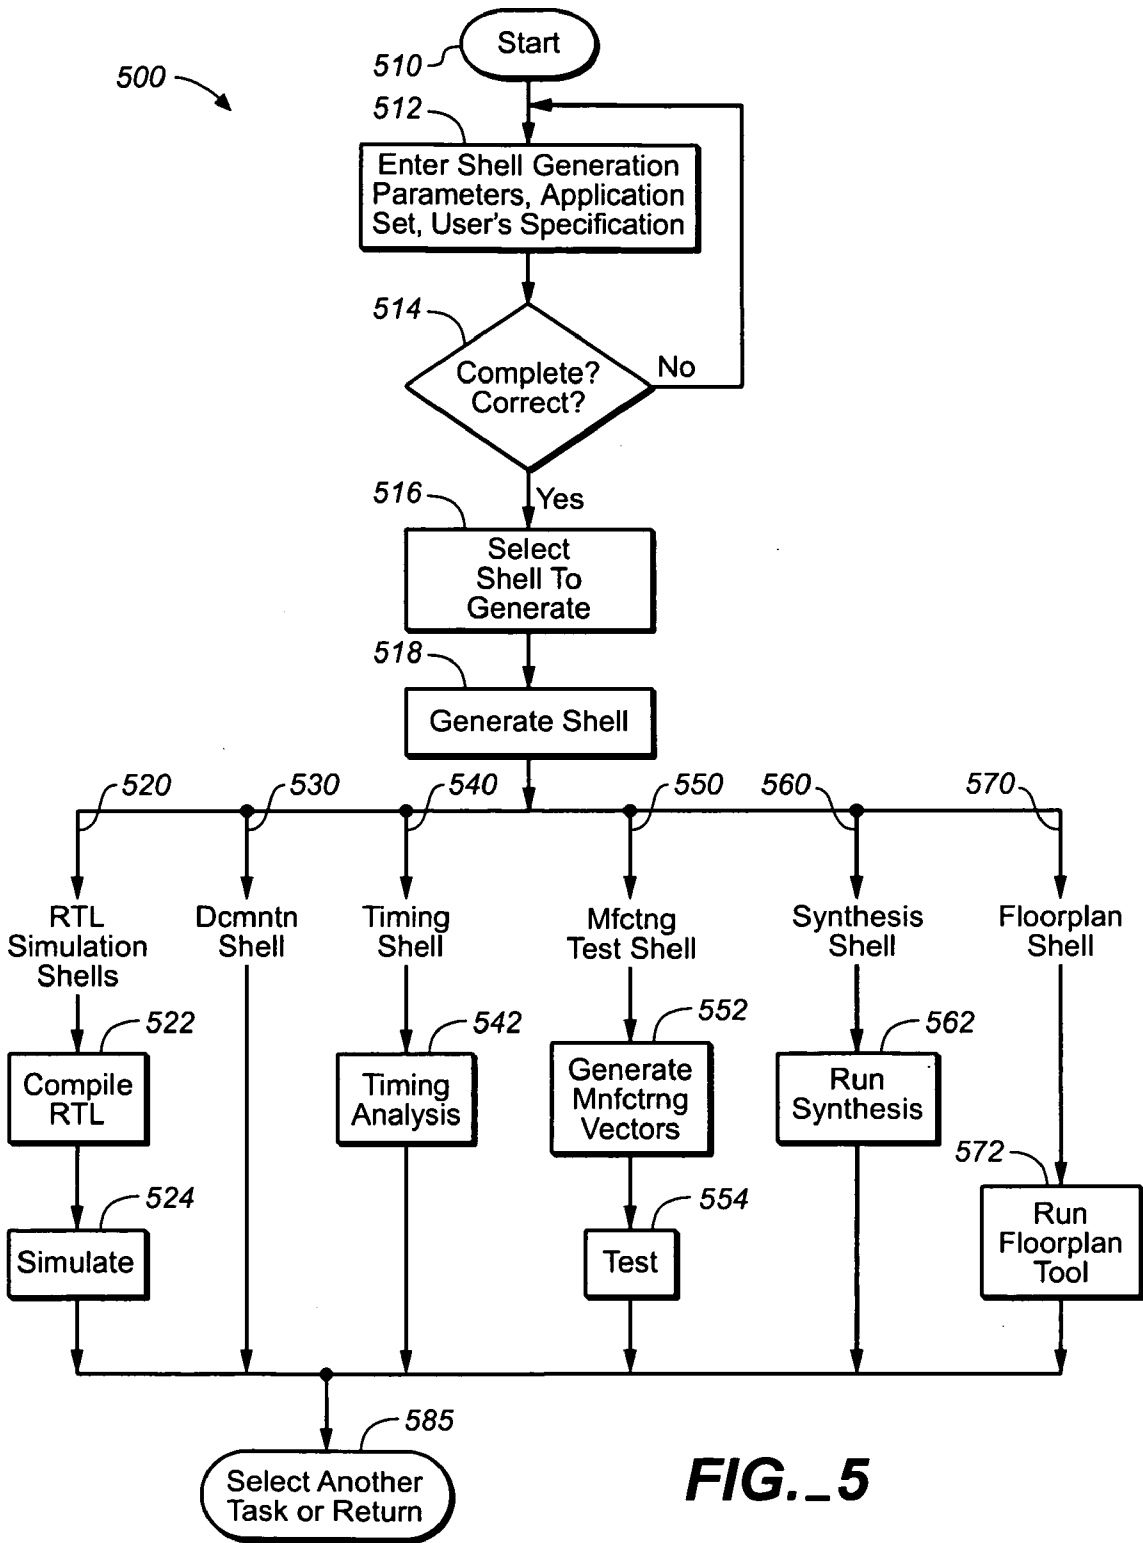 Start
510
500
512
Enter Shell Generation
Parameters, Application
Set, User's Specification
514
Complete?
Correct?
No
Yes
516
Select
Shell To
Generate
518
Generate Shell
520
530
540
550
560
570
RTL
Simulation
Shells
Dcmntn
Shell
Timing
Shell
Mfctng
Test Shell
Synthesis
Shell
Floorplan
Shell
522
Compile
RTL
542
Timing
Analysis
552
Generate
Mnfctrng
Vectors
562
Run
Synthesis
572
Run
Floorplan
Tool
524
Simulate
554
Test
585
Select Another
Task or Return
FIG._5